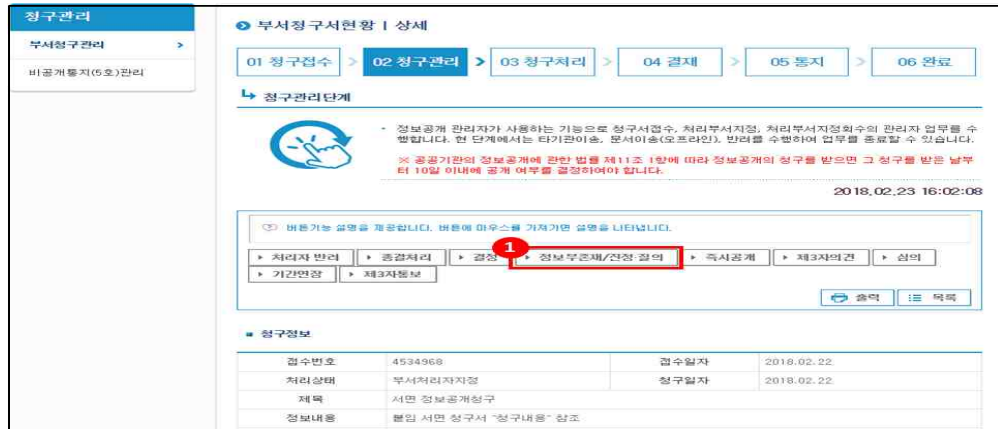 청구관리
부서청구관리 >
비공개통지(5호)관리
부서청구서현황 | 상세
01 청구접수 > 02 청구관리 > 03 청구처리 > 04 결재 > 05 통지 > 06 완료
청구관리단계
· 정보공개 관리자가 사용하는 기능으로 청구서접수, 처리부서지정, 처리부서지정회수의 관리자 업무를 수
행합니다. 현 단계에서는 타기관이송, 문서이송(오프라인), 반려를 수행하여 업무를 종료할 수 있습니다.
※ 공공기관의 정보공개에 관한 법률 제11조 1항에 따라 정보공개의 청구를 받으면 그 청구를 받은 날부
터 10일 이내에 공개 여부를 결정하여야 합니다.
2018.02.23 16:02:08
버튼기능 설명을 제공합니다. 버튼에 마우스를 가져가면 설명을 나타냅니다.
1
처리자 반려 종결처리 결정 정보부존재/진정·질의 즉시공개 제3자의견 심의
기간연장 제3자통보
출력 목록
청구정보
접수번호 4534968 접수일자 2018.02.22
처리상태 부서처리자지정 청구일자 2018.02.22
제목 서면 정보공개청구
정보내용 붙임 서면 청구서 "청구내용" 참조